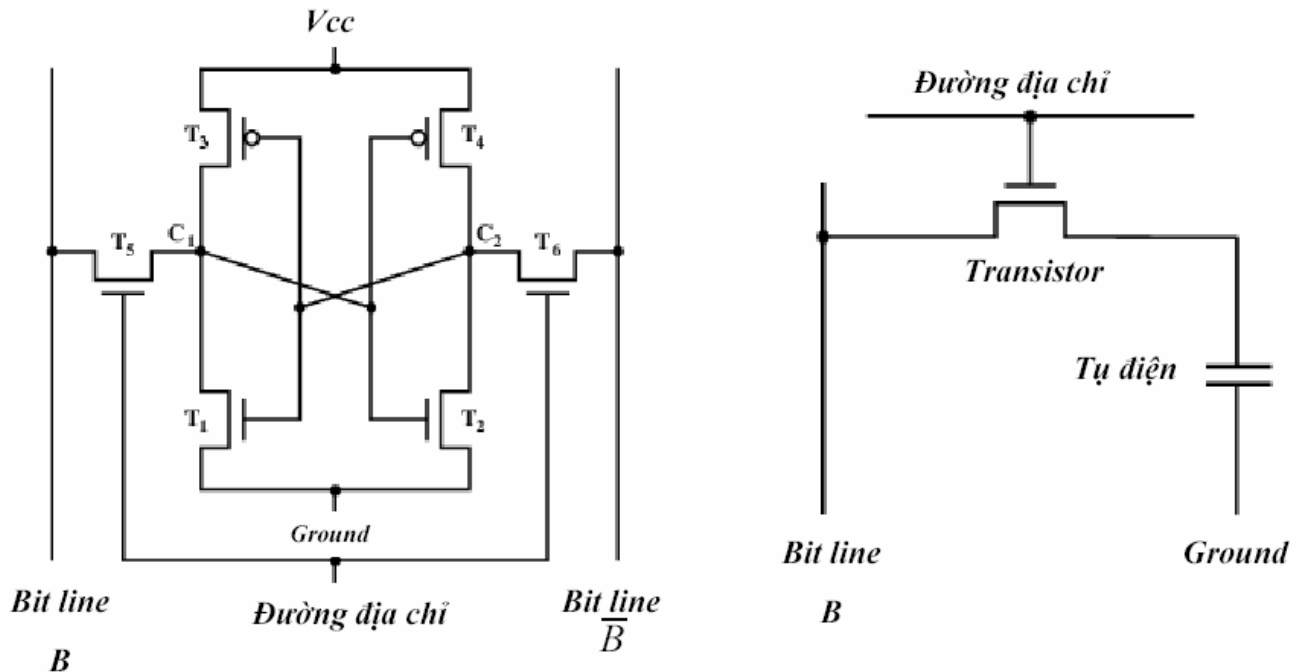 Vcc
T3
T4
T5
C1
C2
T6
T1
T2
Ground
Bit line
B
Đường địa chỉ
Bit line
B̅
Đường địa chỉ
Transistor
Tụ điện
Bit line
B
Ground